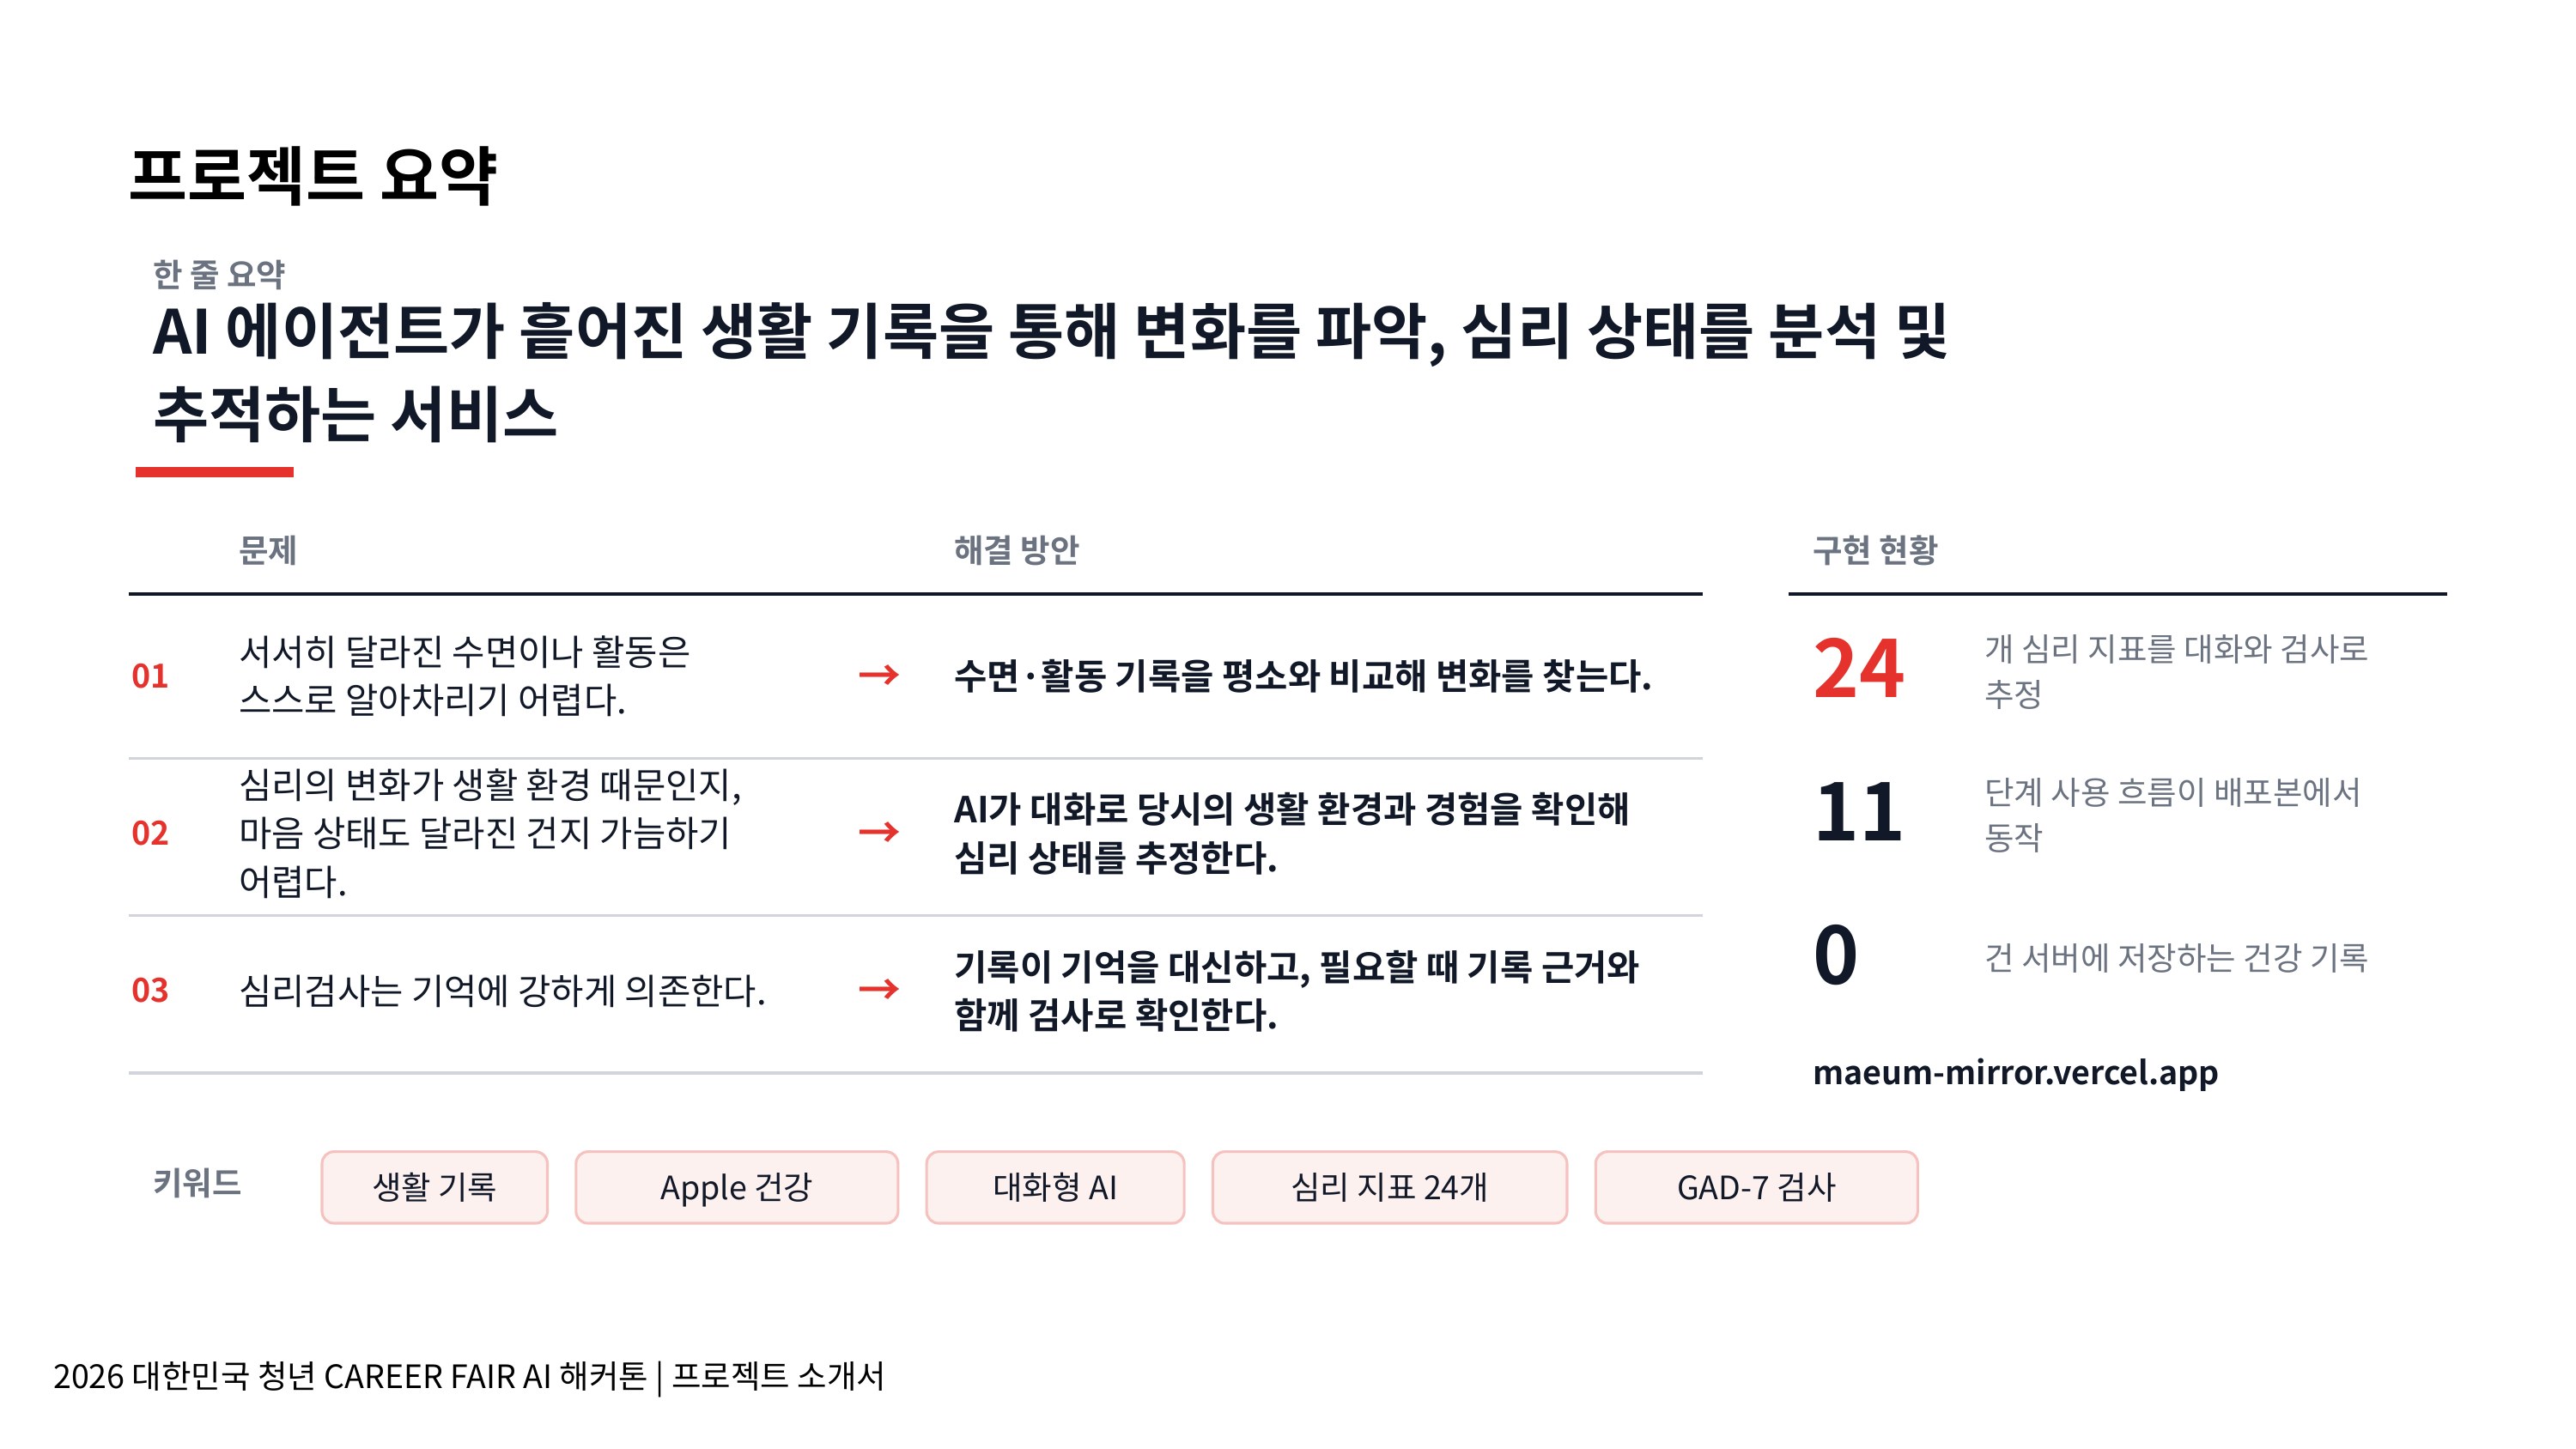 프로젝트 요약
한 줄 요약
AI 에이전트가 흩어진 생활 기록을 통해 변화를 파악, 심리 상태를 분석 및
추적하는 서비스
문제
해결 방안
01
서서히 달라진 수면이나 활동은
스스로 알아차리기 어렵다.
→
수면·활동 기록을 평소와 비교해 변화를 찾는다.
02
심리의 변화가 생활 환경 때문인지,
마음 상태도 달라진 건지 가늠하기
어렵다.
→
AI가 대화로 당시의 생활 환경과 경험을 확인해
심리 상태를 추정한다.
03
심리검사는 기억에 강하게 의존한다.
→
기록이 기억을 대신하고, 필요할 때 기록 근거와
함께 검사로 확인한다.
구현 현황
24
개 심리 지표를 대화와 검사로
추정
11
단계 사용 흐름이 배포본에서
동작
0
건 서버에 저장하는 건강 기록
maeum-mirror.vercel.app
키워드
생활 기록
Apple 건강
대화형 AI
심리 지표 24개
GAD-7 검사
2026 대한민국 청년 CAREER FAIR AI 해커톤 | 프로젝트 소개서